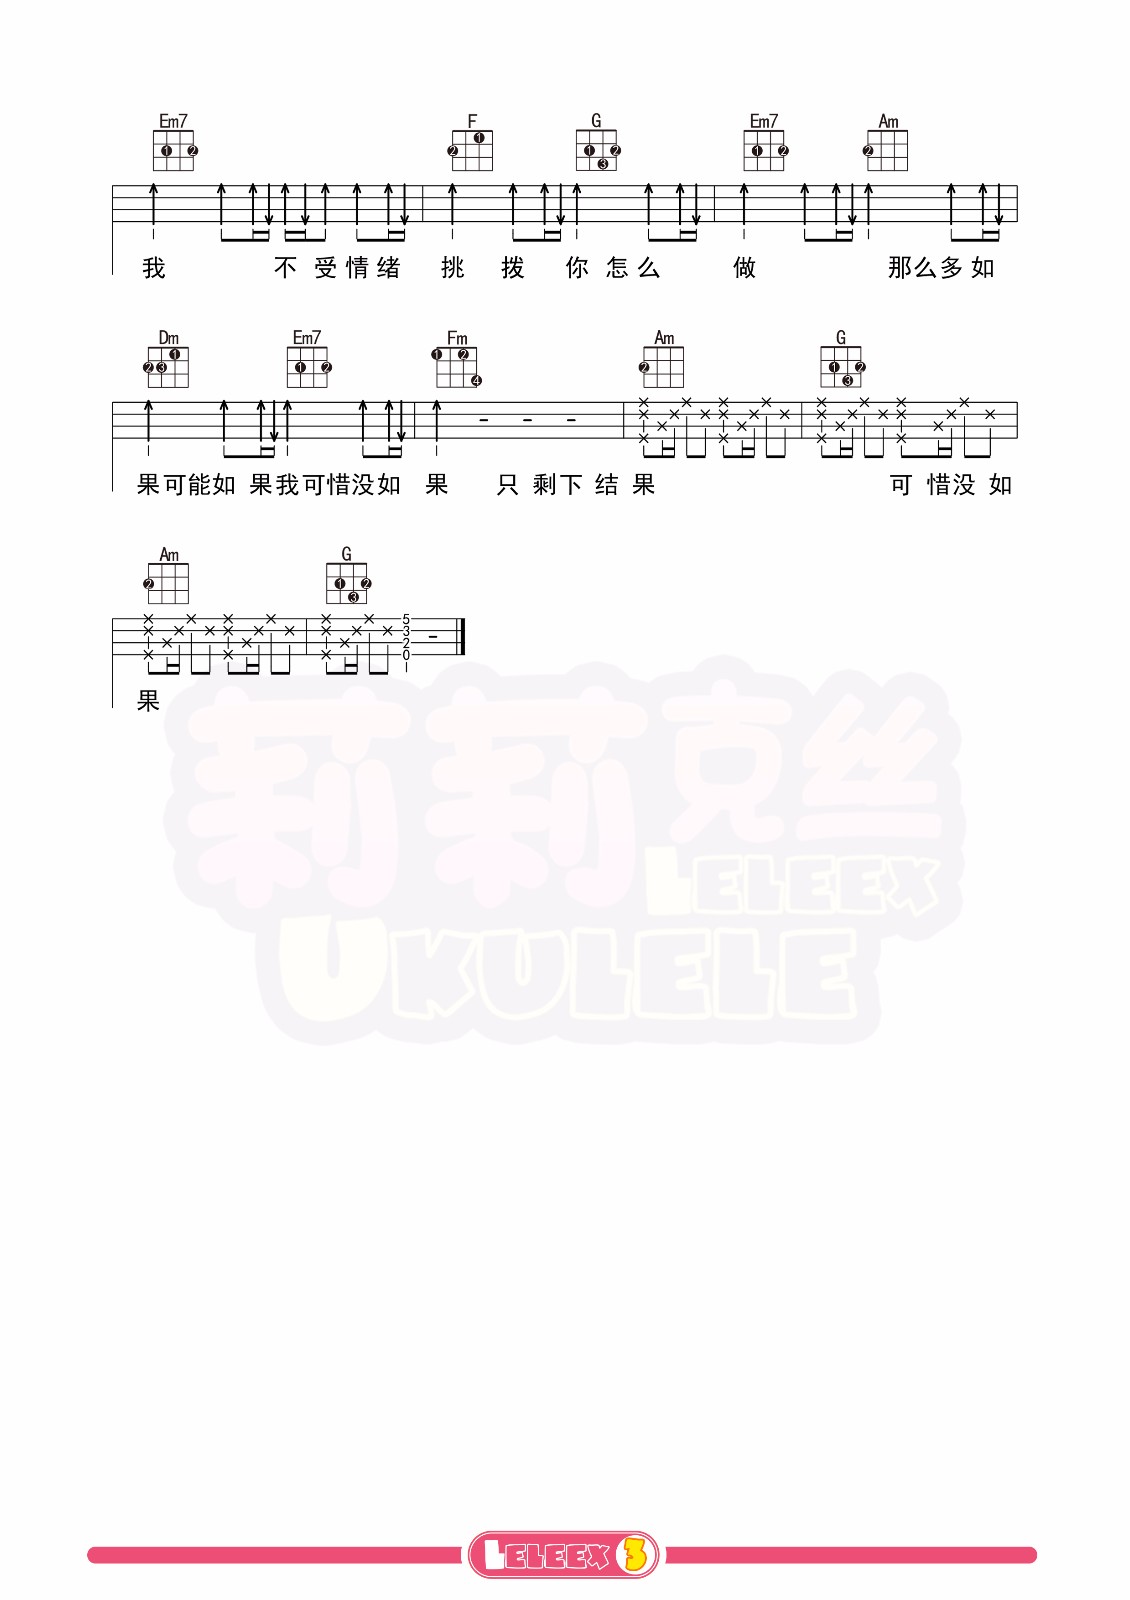 Em7 F G Em7 Am
我 不受情绪 挑 拨 你 怎么 做 那么多如
Dm Em7 Fm Am G
果可能如 果我可惜没如 果 只 剩下 结 果 可 惜没 如
Am G
5
3
2
0
果
莉莉克丝
LELEEX
UKULELE
LELEEX 3